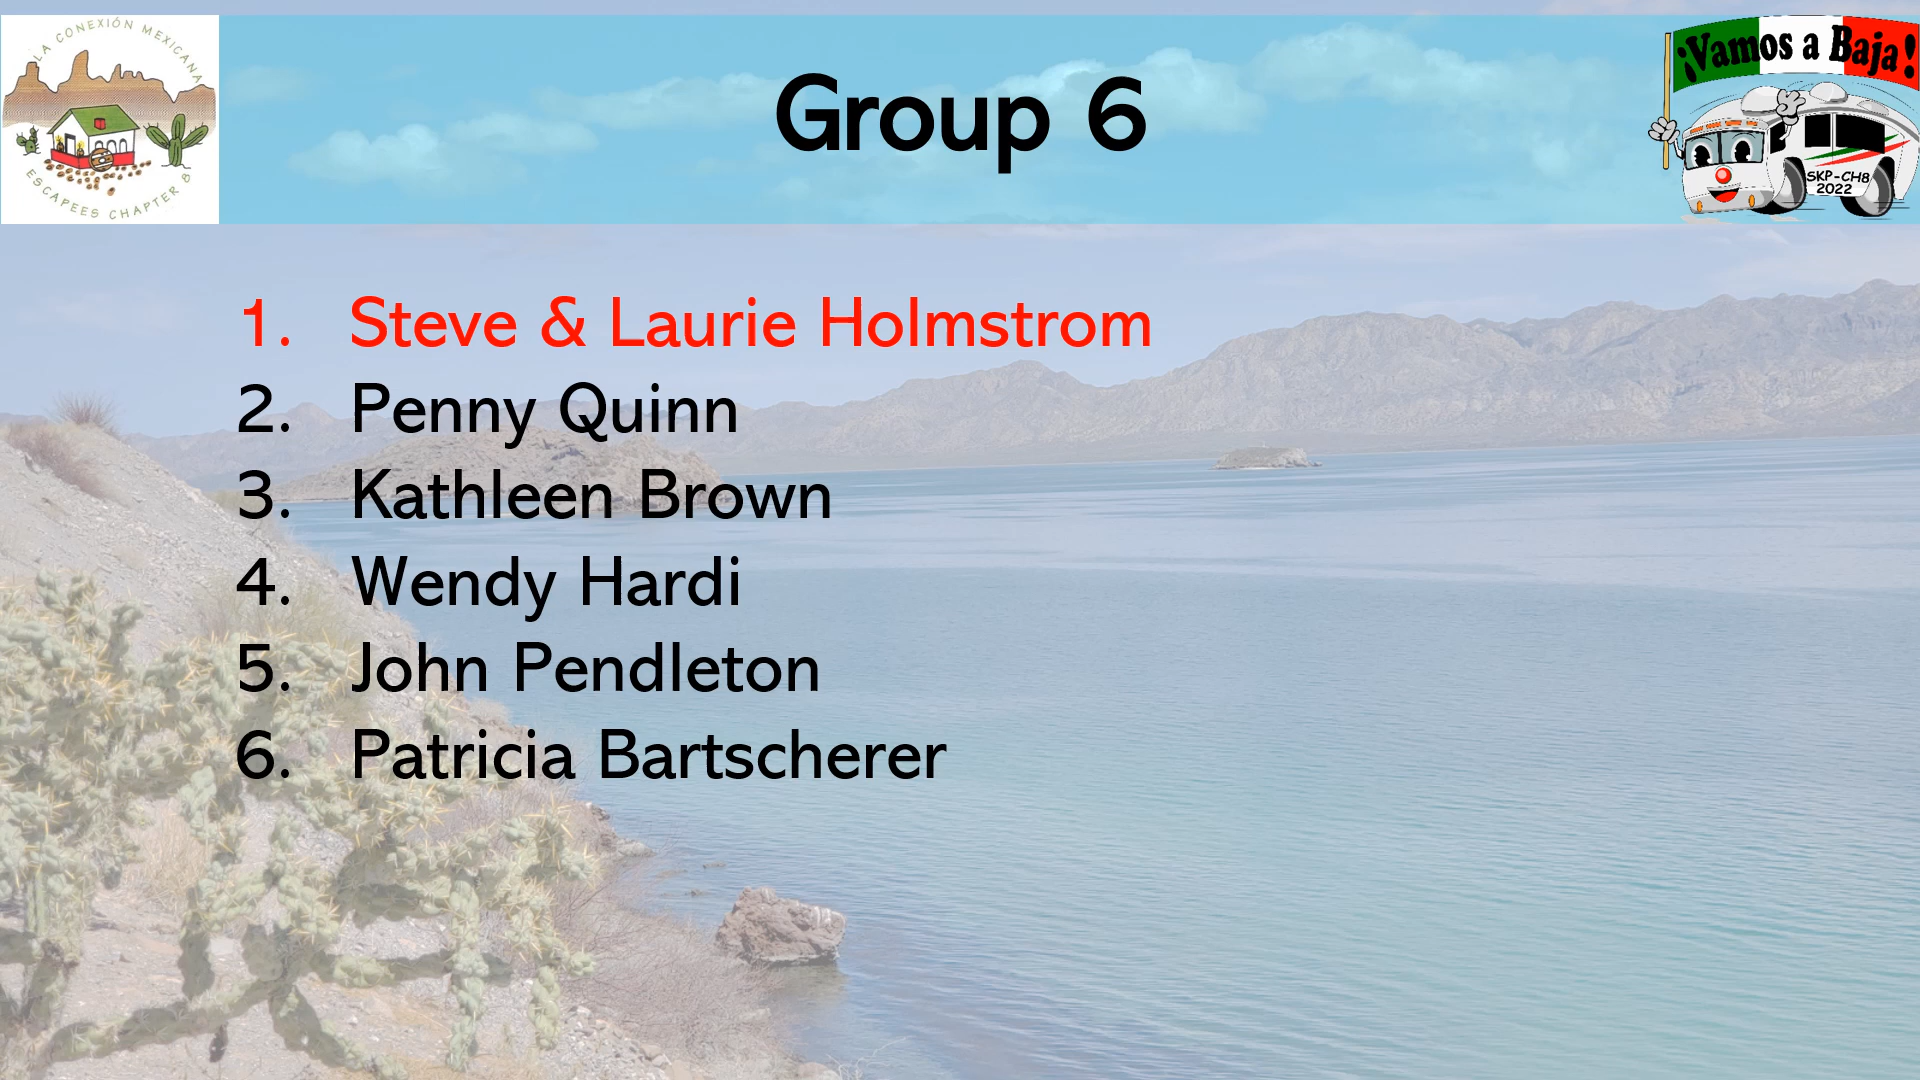 LA CONEXIÓN MEXICANA
ESCAPEES CHAPTER 8
Group 6
¡Vamos a Baja!
SKP-CH8
2022
1. Steve & Laurie Holmstrom
2. Penny Quinn
3. Kathleen Brown
4. Wendy Hardi
5. John Pendleton
6. Patricia Bartscherer